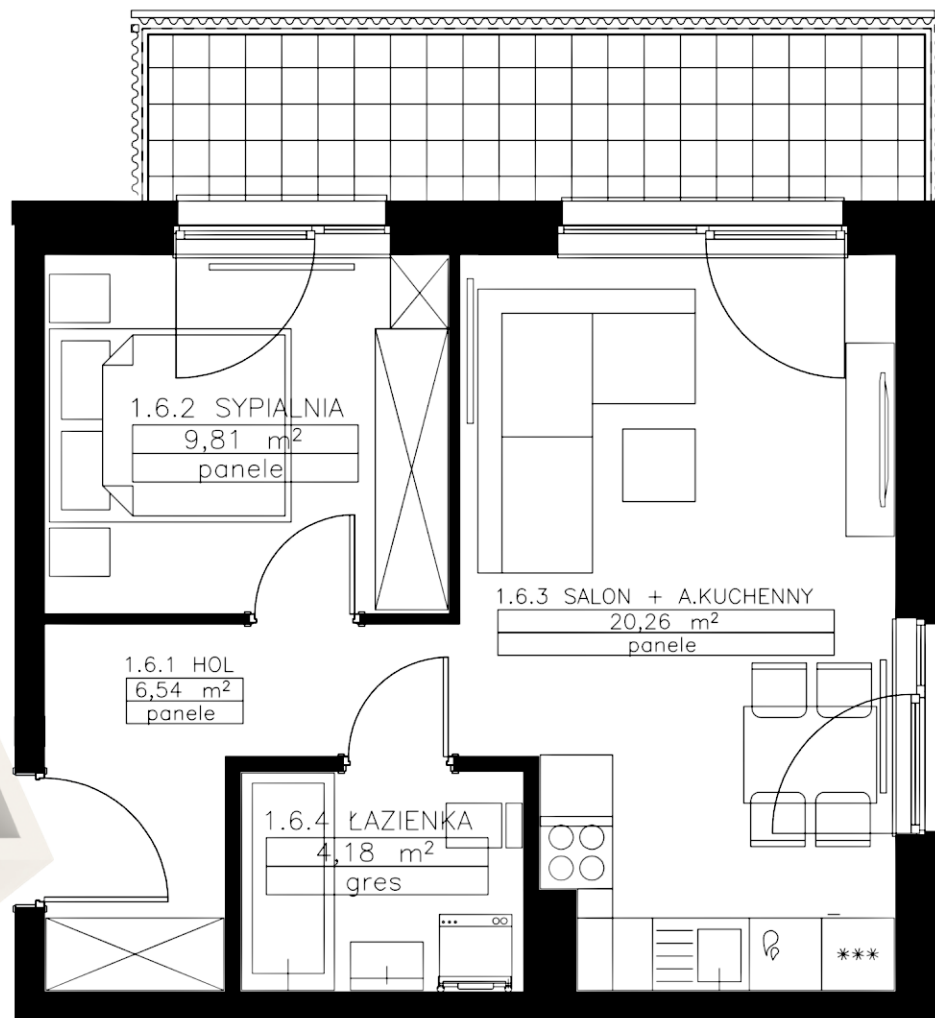 1.6.2 SYPIALNIA
9,81 m²
panele
1.6.3 SALON + A.KUCHENNY
20,26 m²
panele
1.6.1 HOL
6,54 m²
panele
1.6.4 ŁAZIENKA
4,18 m²
gres
***